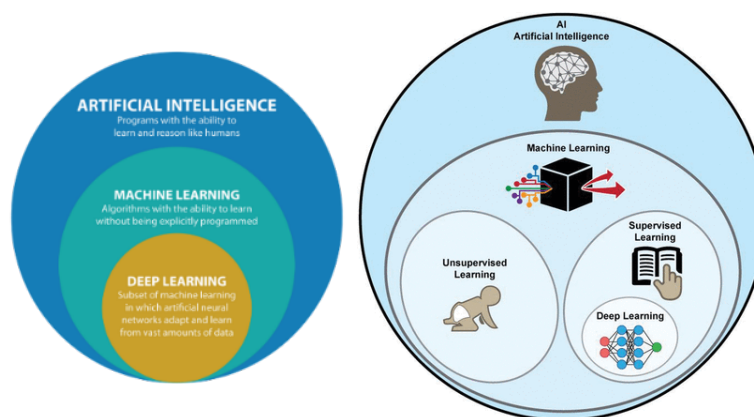 ARTIFICIAL INTELLIGENCE
Programs with the ability to
learn and reason like humans
MACHINE LEARNING
Algorithms with the ability to learn
without being explicitly programmed
DEEP LEARNING
Subset of machine learning
in which artificial neural
networks adapt and learn
from vast amounts of data
AI
Artificial Intelligence
Machine Learning
Unsupervised
Learning
Supervised
Learning
Deep Learning